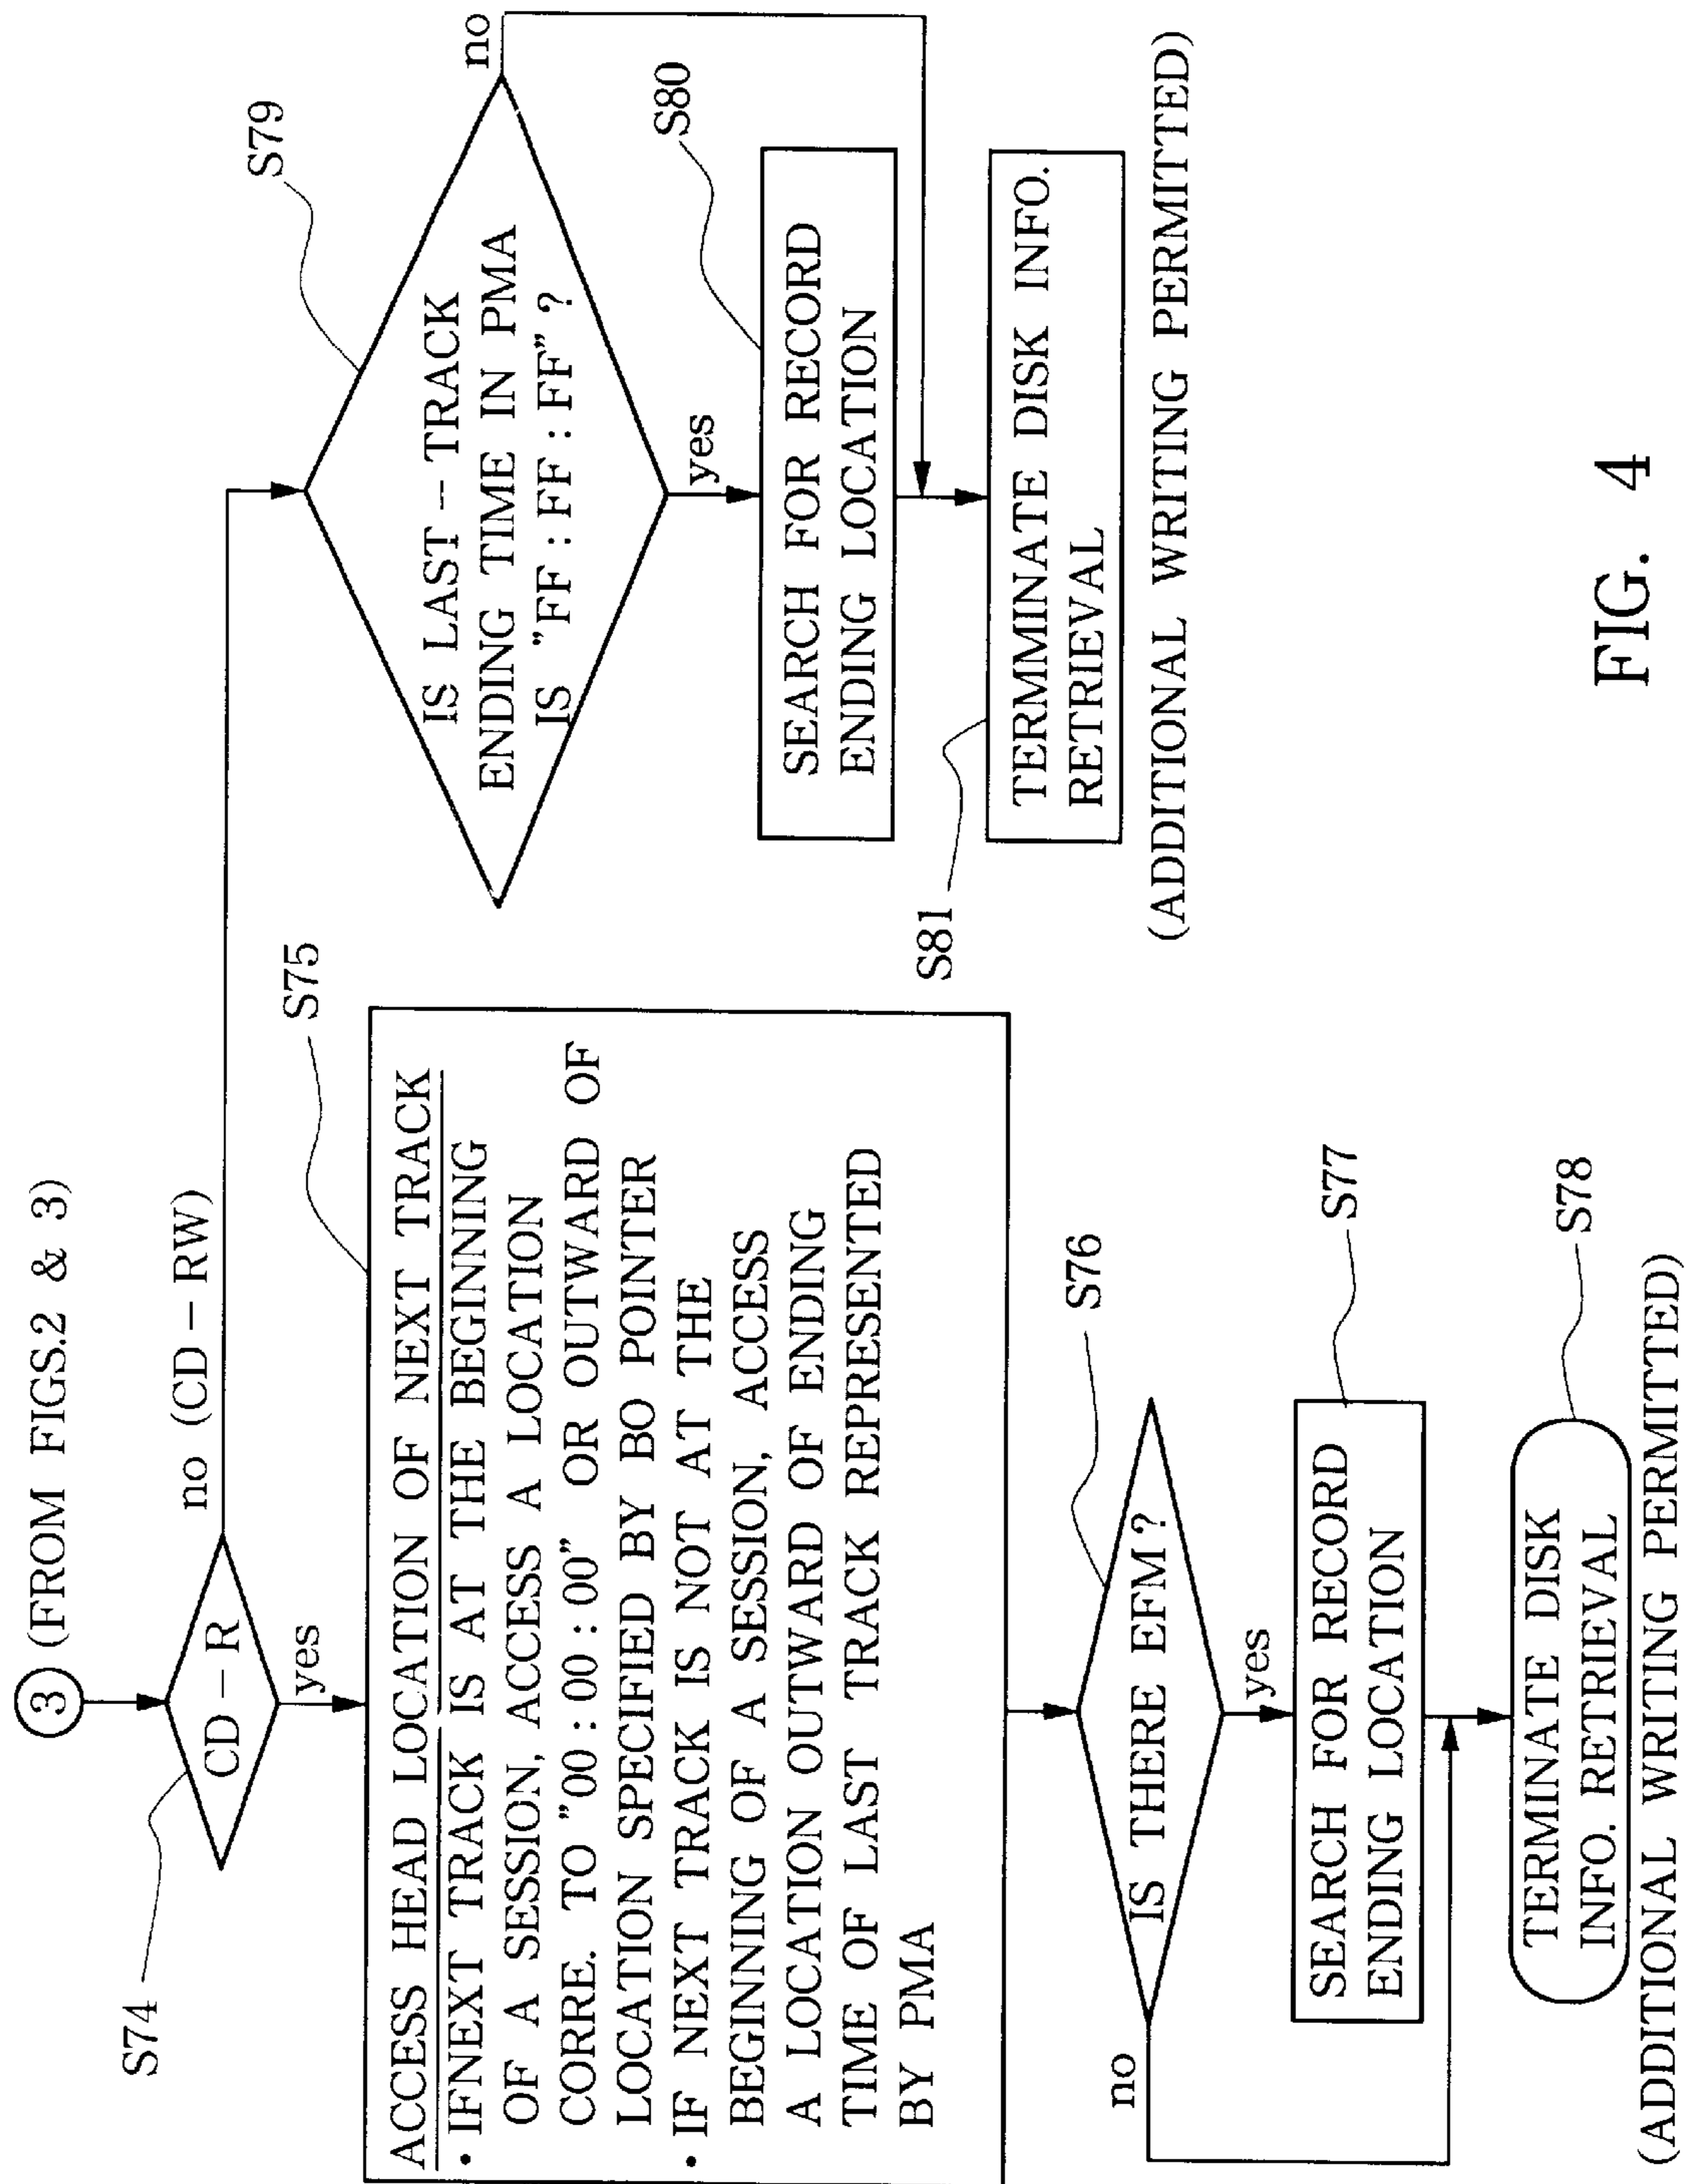 ③ (FROM FIGS.2 & 3)
S74
CD – R
no (CD – RW)
yes
S75
ACCESS HEAD LOCATION OF NEXT TRACK
• IFNEXT TRACK IS AT THE BEGINNING
OF A SESSION, ACCESS A LOCATION
CORRE. TO "00 : 00 : 00" OR OUTWARD OF
LOCATION SPECIFIED BY BO POINTER
• IF NEXT TRACK IS NOT AT THE
BEGINNING OF A SESSION, ACCESS
A LOCATION OUTWARD OF ENDING
TIME OF LAST TRACK REPRESENTED
BY PMA
S76
IS THERE EFM ?
no
yes
S77
SEARCH FOR RECORD
ENDING LOCATION
S78
TERMINATE DISK
INFO. RETRIEVAL
(ADDITIONAL WRITING PERMITTED)
S79
IS LAST – TRACK
ENDING TIME IN PMA
IS "FF : FF : FF" ?
no
yes
S80
SEARCH FOR RECORD
ENDING LOCATION
S81
TERMMINATE DISK INFO.
RETRIEVAL
(ADDITIONAL WRITING PERMITTED)
FIG. 4